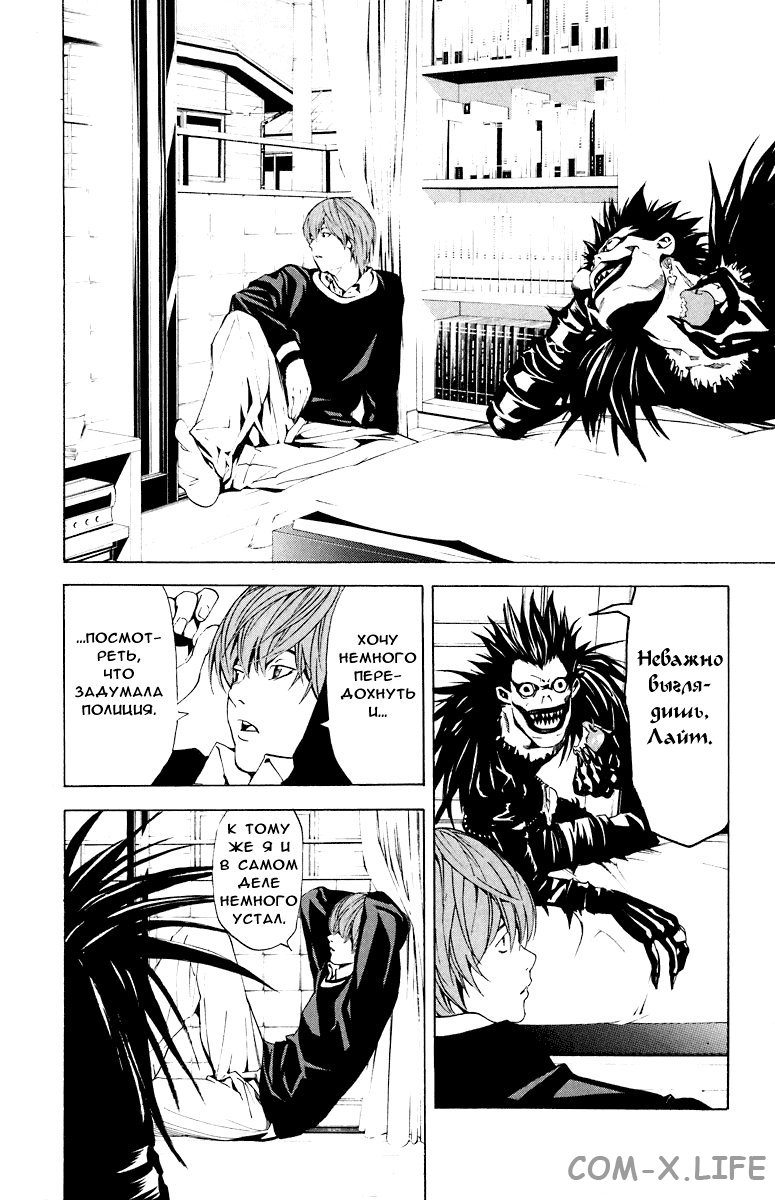 Неважно
выгля-
дишь,
Лайт.
ХОЧУ
НЕМНОГО
ПЕРЕ-
ДОХНУТЬ
И...
...ПОСМОТ-
РЕТЬ,
ЧТО
ЗАДУМАЛА
ПОЛИЦИЯ.
К ТОМУ
ЖЕ Я И
В САМОМ
ДЕЛЕ
НЕМНОГО
УСТАЛ.
COM-X.LIFE